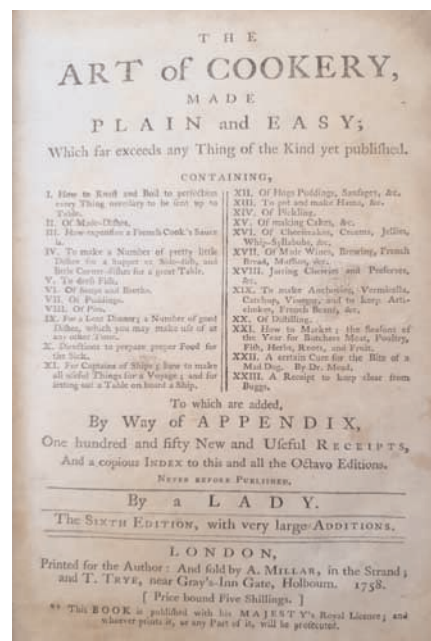 THE
ART of COOKERY,
MADE
PLAIN and EASY;
Which far exceeds any Thing of the Kind yet publiſhed.
CONTAINING,
I. How to Roaſt and Boil to perfection
every Thing neceſſary to be ſent up to
Table.
II. Of Made-Diſhes.
III. How expenſive a French Cook's Sauce
is.
IV. To make a Number of pretty little
Diſhes for a Supper or Side-diſh, and
little Corner-diſhes for a great Table.
V. To dreſs Fiſh.
VI. Of Soops and Broths.
VII. Of Puddings.
VIII. Of Pies.
IX. For a Lent Dinner; a Number of good
Diſhes, which you may make uſe of at
any other Time.
X. Directions to prepare proper Food for
the Sick.
XI. For Captains of Ships; how to make
all uſeful Things for a Voyage; and for
ſetting out a Table on board a Ship.
XII. Of Hogs Puddings, Sauſages, &c.
XIII. To pot and make Hams, &c.
XIV. Of Pickling.
XV. Of making Cakes, &c.
XVI. Of Cheeſecakes, Creams, Jellies,
Whip-Syllabubs, &c.
XVII. Of Made Wines, Brewing, French
Bread, Muffins, &c.
XVIII. Jarring Cherries and Preſerves,
&c.
XIX. To make Anchovies, Vermicella,
Catchup, Vinegar, and to keep Arti-
chokes, French Beans, &c.
XX. Of Diſtilling.
XXI. How to Market; the Seaſons of
the Year for Butchers Meat, Poultry,
Fiſh, Herbs, Roots, and Fruit.
XXII. A certain Cure for the Bite of a
Mad Dog. By Dr. Mead.
XXIII. A Receipt to keep clear from
Buggs.
To which are added,
By Way of APPENDIX,
One hundred and fifty New and Uſeful RECEIPTS,
And a copious INDEX to this and all the Octavo Editions.
NEVER BEFORE PUBLISHED.
By a LADY.
The SIXTH EDITION, with very large ADDITIONS.
LONDON,
Printed for the Author: And ſold by A. MILLAR, in the Strand;
and T. TRYE, near Gray's-Inn Gate, Holbourn. 1758.
[ Price bound Five Shillings. ]
** This BOOK is publiſhed with his MAJESTY's Royal Licence; and
whoever prints it, or any Part of it, will be proſecuted.